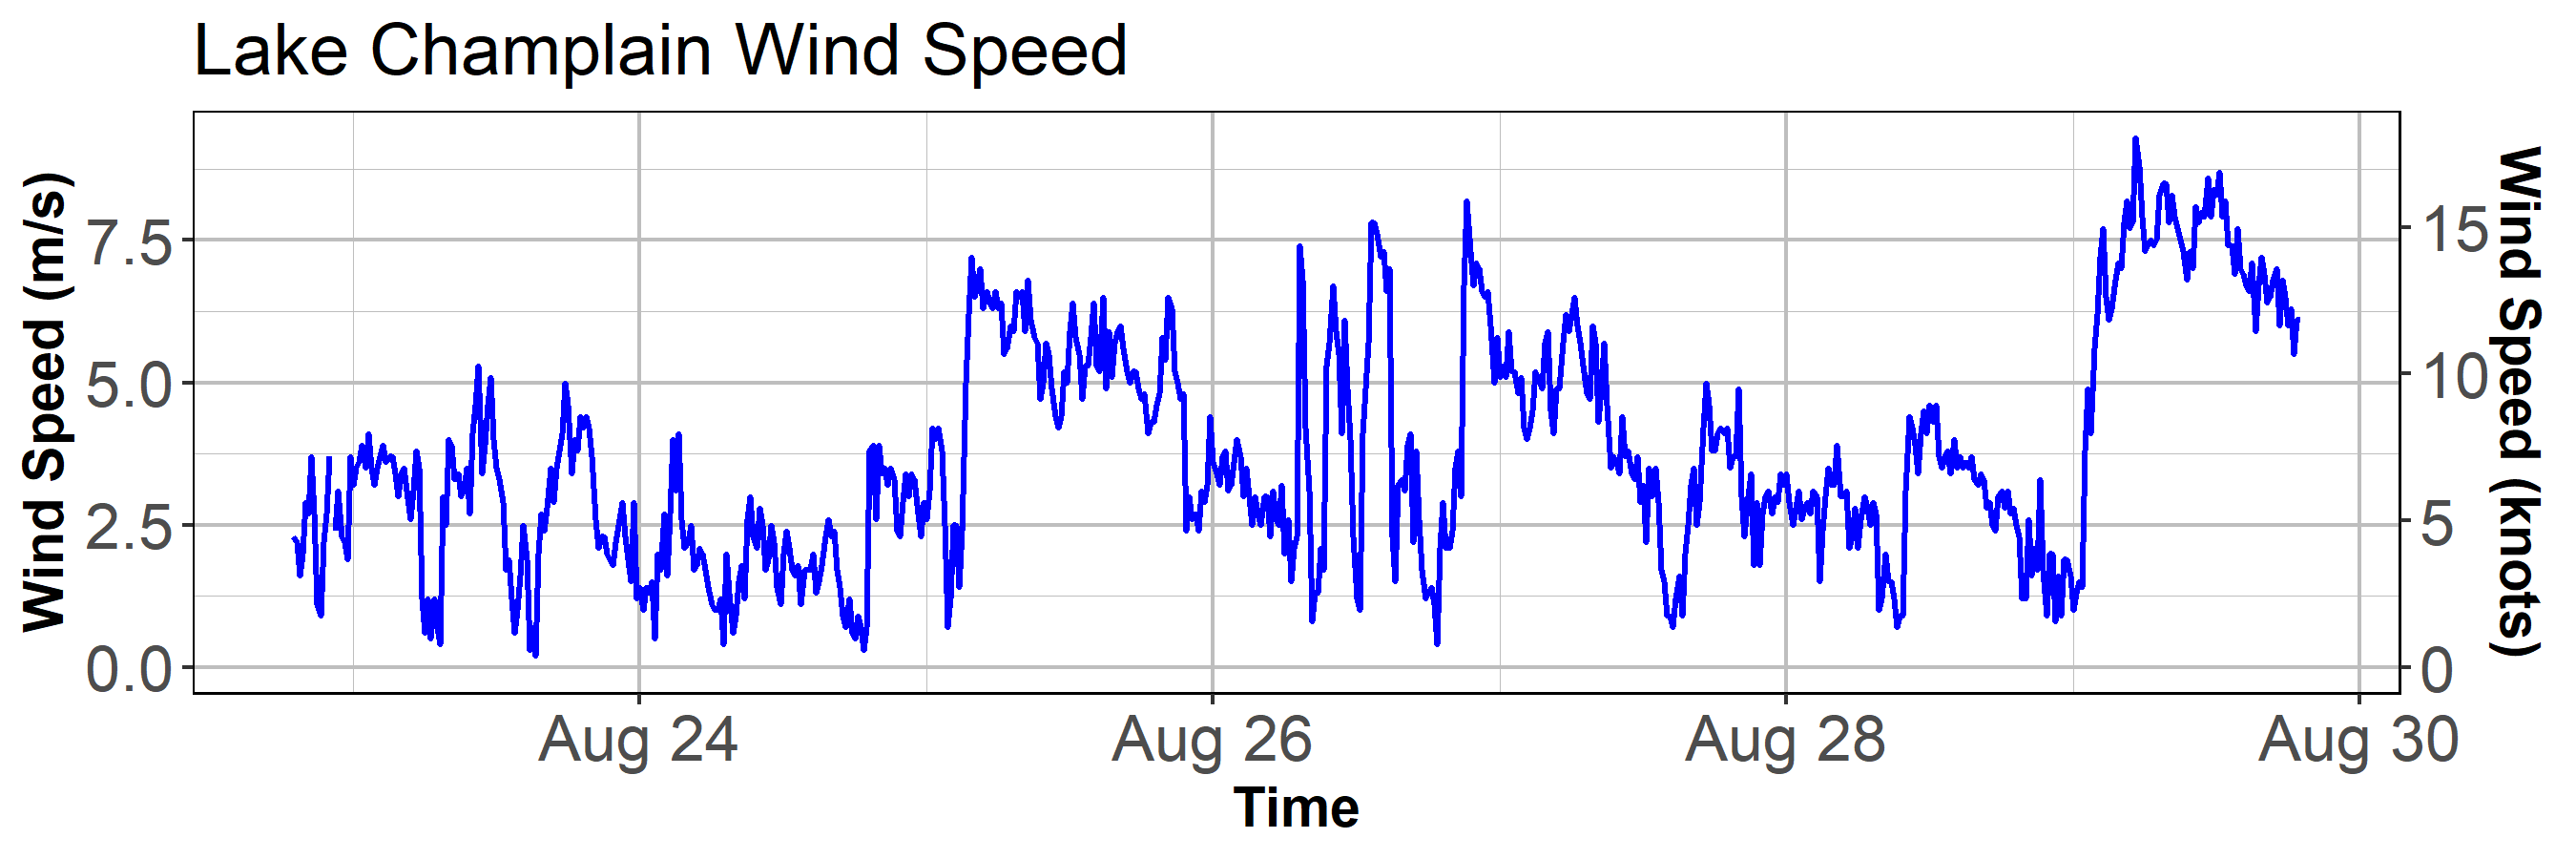 Lake Champlain Wind Speed
Wind Speed (m/s)
7.5
5.0
2.5
0.0
15
10
5
0
Wind Speed (knots)
Aug 24
Aug 26
Aug 28
Aug 30
Time